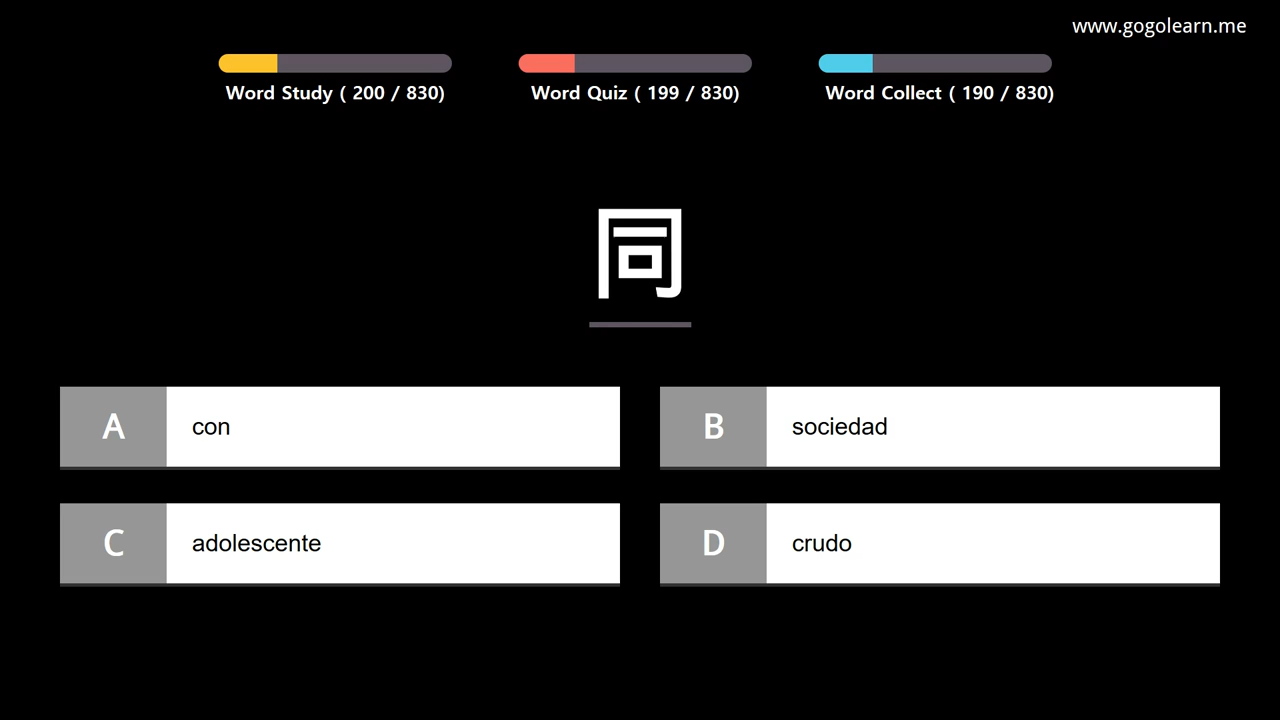 www.gogolearn.me
Word Study ( 200 / 830)
Word Quiz ( 199 / 830)
Word Collect ( 190 / 830)
同
A con
B sociedad
C adolescente
D crudo